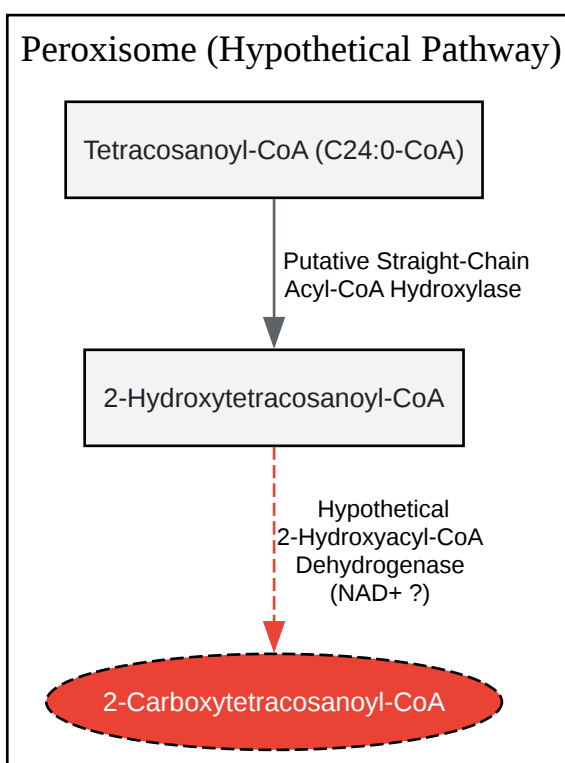 Peroxisome (Hypothetical Pathway)
Tetracosanoyl-CoA (C24:0-CoA)
Putative Straight-Chain
Acyl-CoA Hydroxylase
2-Hydroxytetracosanoyl-CoA
Hypothetical
2-Hydroxyacyl-CoA
Dehydrogenase
(NAD+ ?)
2-Carboxytetracosanoyl-CoA